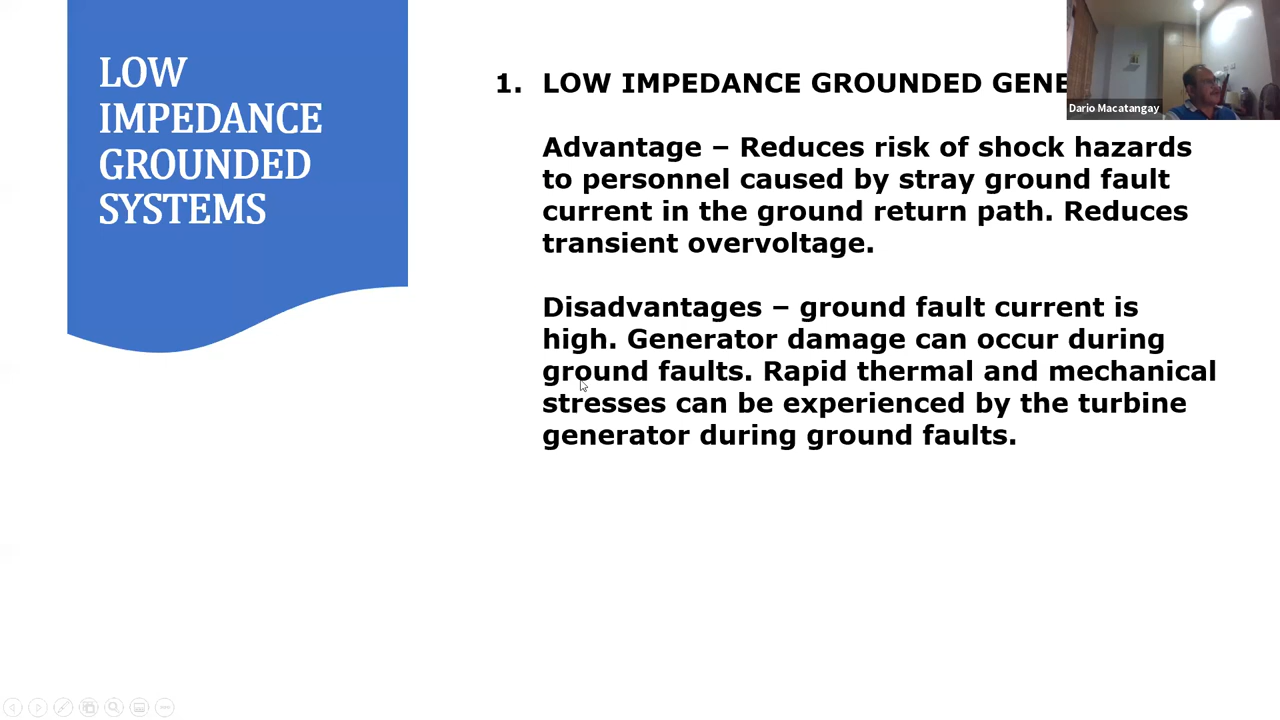 LOW
IMPEDANCE
GROUNDED
SYSTEMS
1. LOW IMPEDANCE GROUNDED GENE
Dario Macatangay
Advantage – Reduces risk of shock hazards
to personnel caused by stray ground fault
current in the ground return path. Reduces
transient overvoltage.
Disadvantages – ground fault current is
high. Generator damage can occur during
ground faults. Rapid thermal and mechanical
stresses can be experienced by the turbine
generator during ground faults.